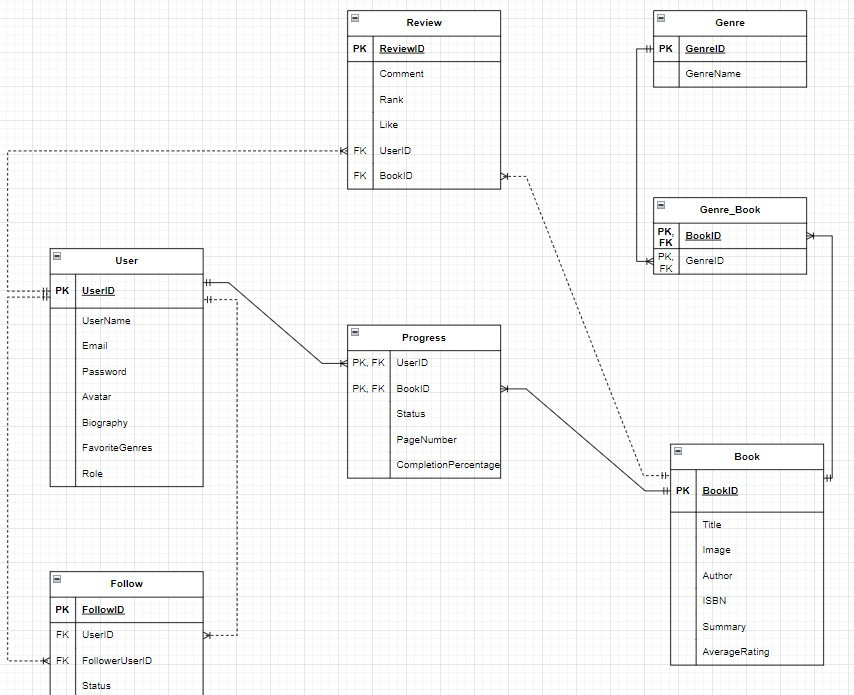 Review
PK ReviewID
Comment
Rank
Like
FK UserID
FK BookID
Genre
PK GenreID
GenreName
Genre_Book
PK, FK BookID
PK, FK GenreID
User
PK UserID
UserName
Email
Password
Avatar
Biography
FavoriteGenres
Role
Progress
PK, FK UserID
PK, FK BookID
Status
PageNumber
CompletionPercentage
Book
PK BookID
Title
Image
Author
ISBN
Summary
AverageRating
Follow
PK FollowID
FK UserID
FK FollowerUserID
Status